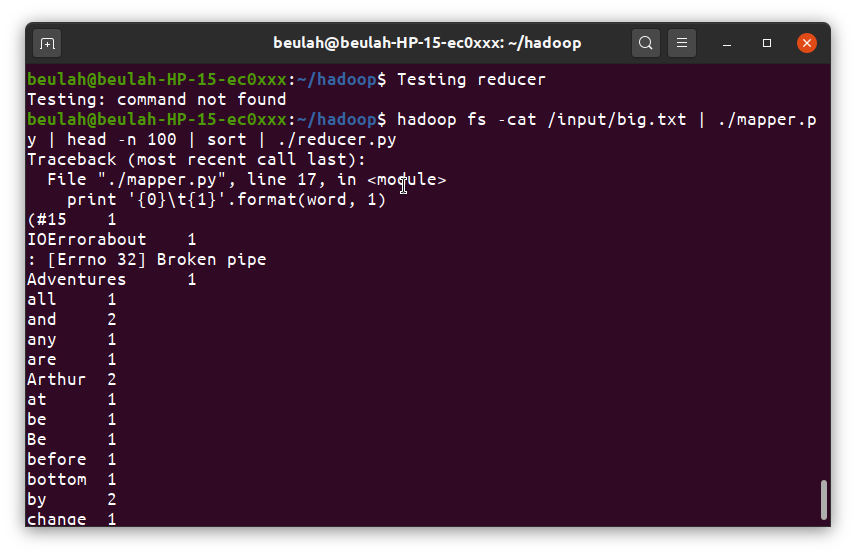 beulah@beulah-HP-15-ec0xxx: ~/hadoop
beulah@beulah-HP-15-ec0xxx:~/hadoop$ Testing reducer
Testing: command not found
beulah@beulah-HP-15-ec0xxx:~/hadoop$ hadoop fs -cat /input/big.txt | ./mapper.p
y | head -n 100 | sort | ./reducer.py
Traceback (most recent call last):
  File "./mapper.py", line 17, in <module>
    print '{0}\t{1}'.format(word, 1)
(#15    1
IOErrorabout    1
: [Errno 32] Broken pipe
Adventures      1
all     1
and     2
any     1
are     1
Arthur  2
at      1
be      1
Be      1
before  1
bottom  1
by      2
change  1